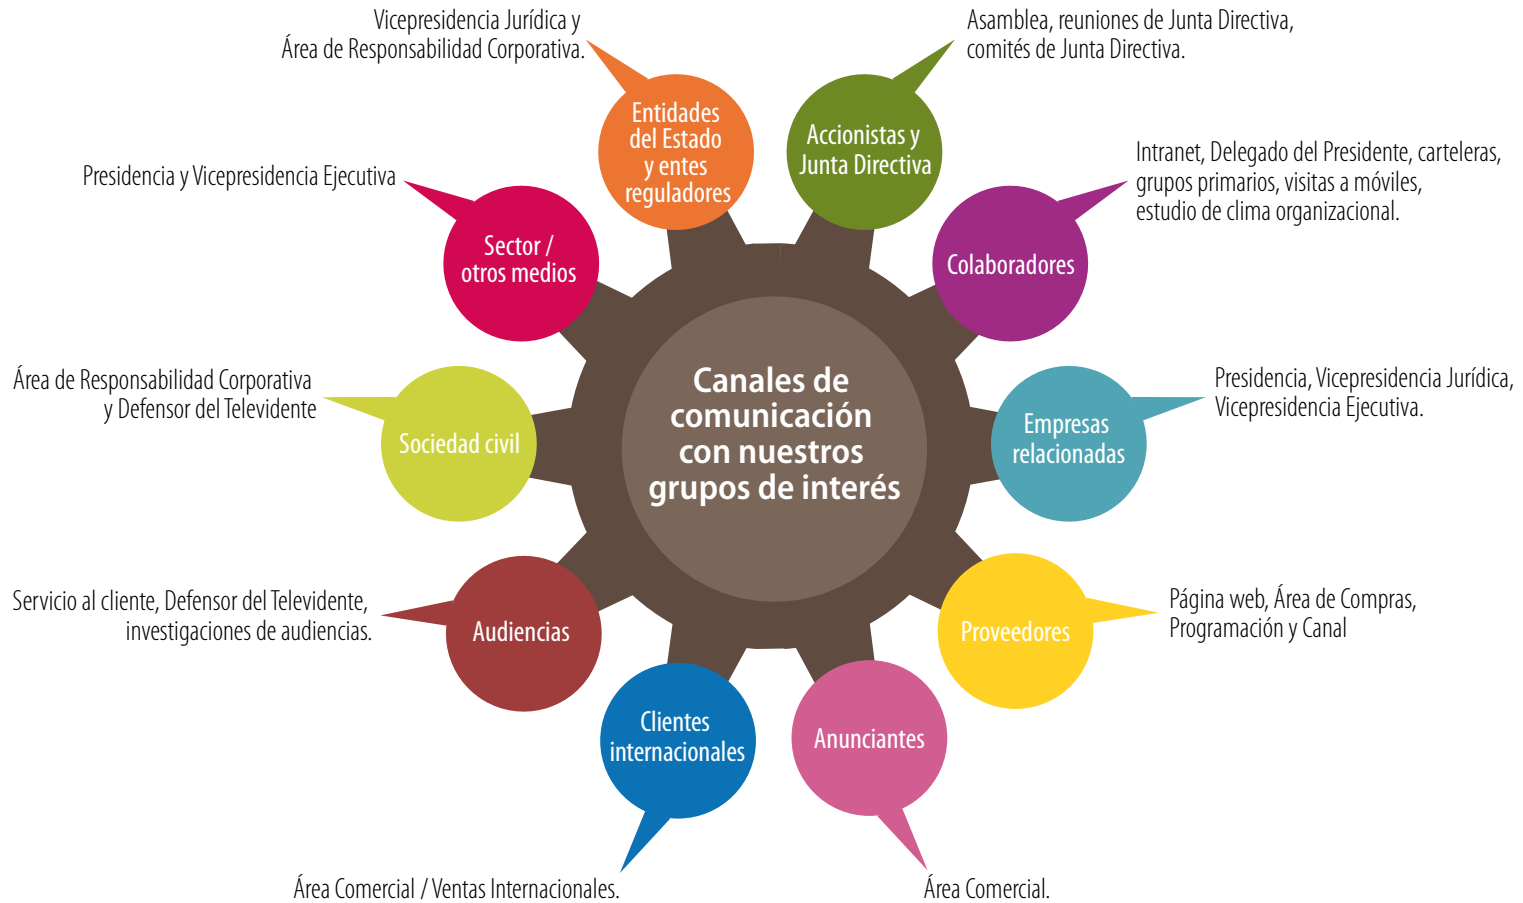 Vicepresidencia Jurídica y
Área de Responsabilidad Corporativa.
Asamblea, reuniones de Junta Directiva,
comités de Junta Directiva.
Entidades
del Estado
y entes
reguladores
Accionistas y
Junta Directiva
Presidencia y Vicepresidencia Ejecutiva
Intranet, Delegado del Presidente, carteleras,
grupos primarios, visitas a móviles,
estudio de clima organizacional.
Sector /
otros medios
Colaboradores
Área de Responsabilidad Corporativa
y Defensor del Televidente
Canales de
comunicación
con nuestros
grupos de interés
Presidencia, Vicepresidencia Jurídica,
Vicepresidencia Ejecutiva.
Sociedad civil
Empresas
relacionadas
Servicio al cliente, Defensor del Televidente,
investigaciones de audiencias.
Audiencias
Proveedores
Página web, Área de Compras,
Programación y Canal
Clientes
internacionales
Anunciantes
Área Comercial / Ventas Internacionales.
Área Comercial.